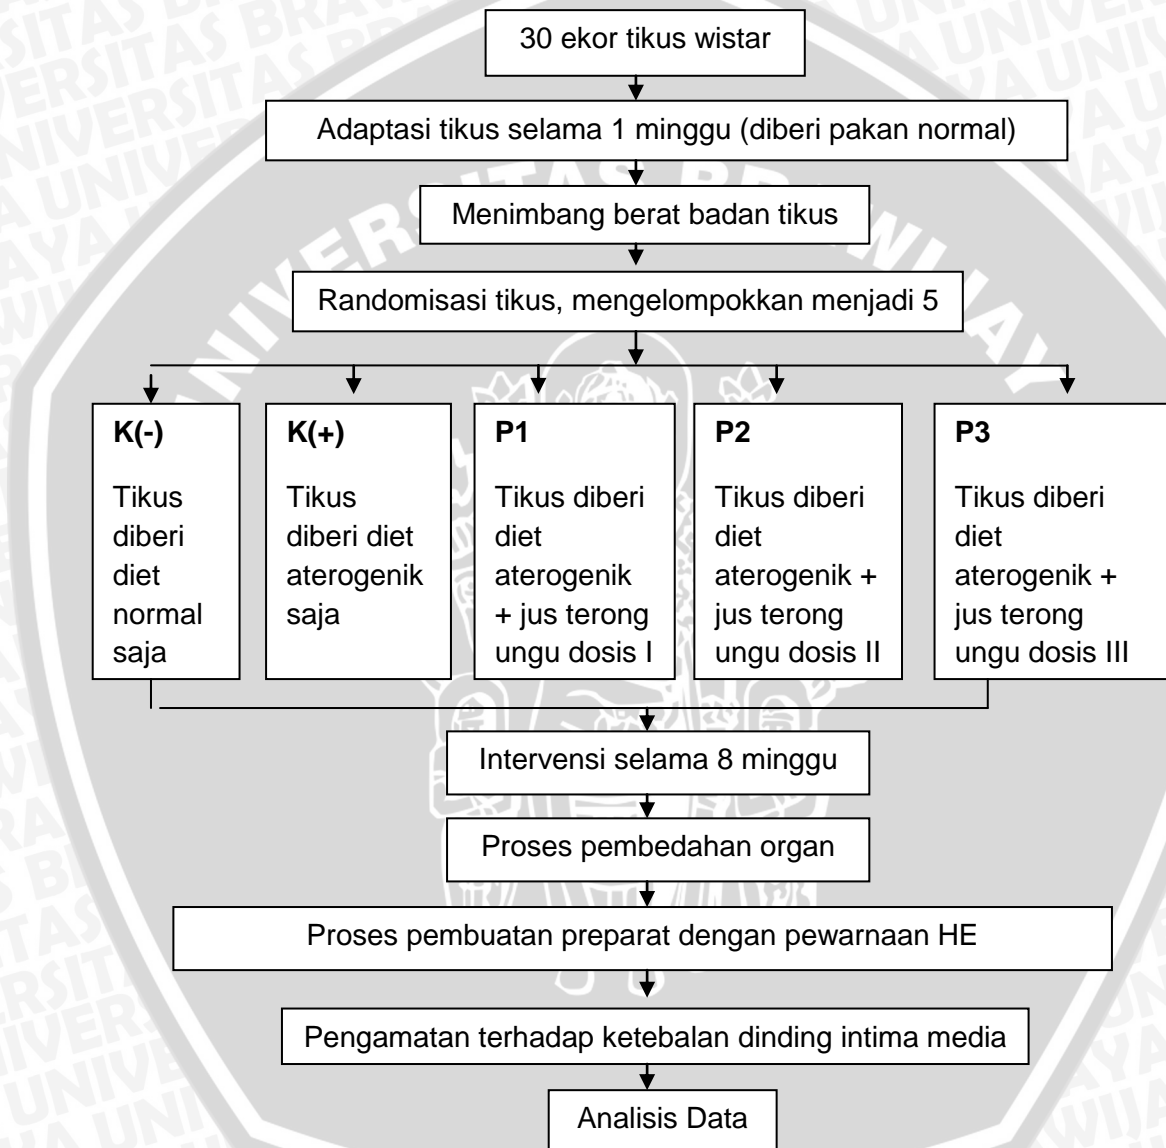 30 ekor tikus wistar
Adaptasi tikus selama 1 minggu (diberi pakan normal)
Menimbang berat badan tikus
Randomisasi tikus, mengelompokkan menjadi 5
K(-)
Tikus
diberi
diet
normal
saja
K(+)
Tikus
diberi diet
aterogenik
saja
P1
Tikus diberi
diet
aterogenik
+ jus terong
ungu dosis I
P2
Tikus diberi
diet
aterogenik +
jus terong
ungu dosis II
P3
Tikus diberi
diet
aterogenik +
jus terong
ungu dosis III
Intervensi selama 8 minggu
Proses pembedahan organ
Proses pembuatan preparat dengan pewarnaan HE
Pengamatan terhadap ketebalan dinding intima media
Analisis Data